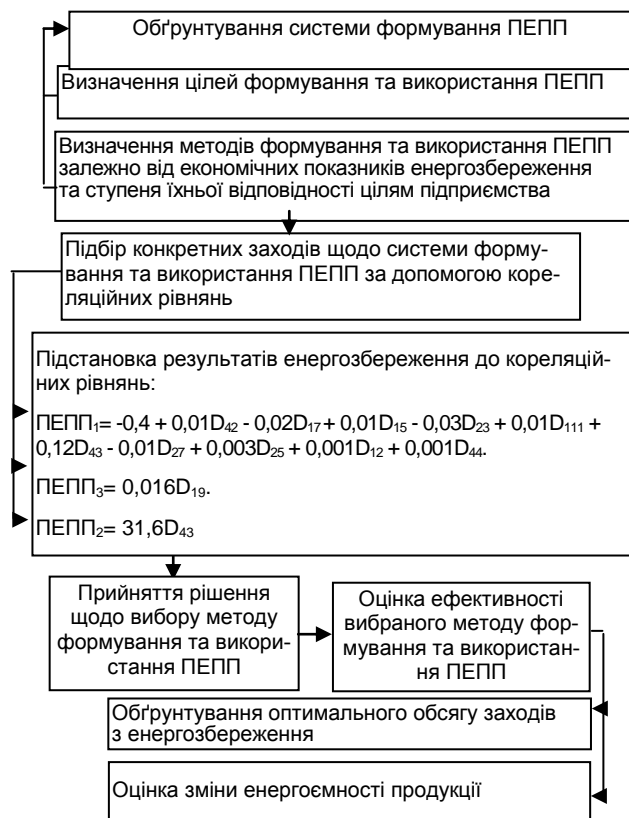 Обґрунтування системи формування ПЕПП
Визначення цілей формування та використання ПЕПП
Визначення методів формування та використання ПЕПП
залежно від економічних показників енергозбереження
та ступеня їхньої відповідності цілям підприємства
Підбір конкретних заходів щодо системи форму-
вання та використання ПЕПП за допомогою коре-
ляційних рівнянь
Підстановка результатів енергозбереження до кореляцій-
них рівнянь:
ПЕПП₁= -0,4 + 0,01D₄₂ - 0,02D₁₇ + 0,01D₁₅ - 0,03D₂₃ + 0,01D₁₁₁ +
0,12D₄₃ - 0,01D₂₇ + 0,003D₂₅ + 0,001D₁₂ + 0,001D₄₄.
ПЕПП₃= 0,016D₁₉.
ПЕПП₂= 31,6D₄₃
Прийняття рішення
щодо вибору методу
формування та викори-
стання ПЕПП
Оцінка ефективності
вибраного методу фор-
мування та використан-
ня ПЕПП
Обґрунтування оптимального обсягу заходів
з енергозбереження
Оцінка зміни енергоємності продукції